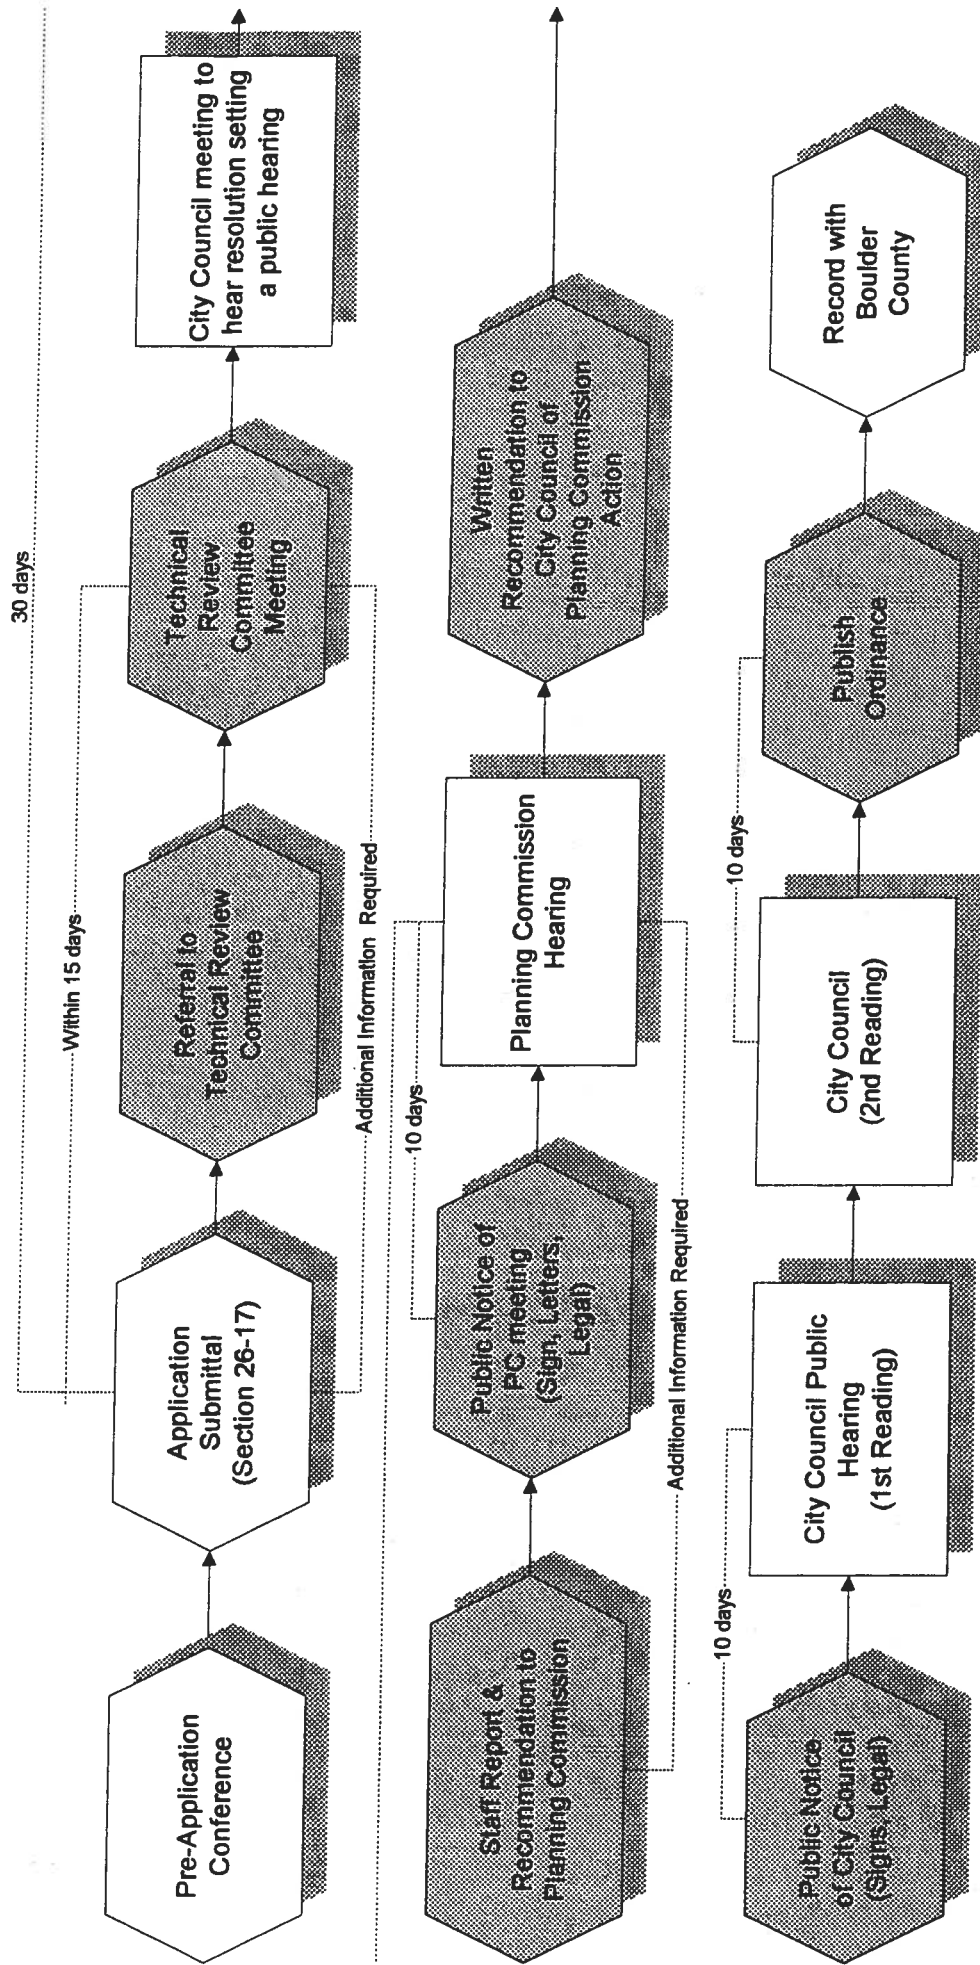 30 days
Within 15 days
Pre-Application
Conference
Application
Submittal
(Section 26-17)
Referral to
Technical Review
Committee
Technical
Review
Committee
Meeting
City Council meeting to
hear resolution setting
a public hearing
Additional Information Required
10 days
Staff Report &
Recommendation to
Planning Commission
Public Notice of
PC meeting
(Sign, Letters,
Legal)
Planning Commission
Hearing
Written
Recommendation to
City Council of
Planning Commission
Action
Additional Information Required
10 days
10 days
Public Notice
of City Council
(Signs, Legal)
City Council Public
Hearing
(1st Reading)
City Council
(2nd Reading)
Publish
Ordinance
Record with
Boulder
County